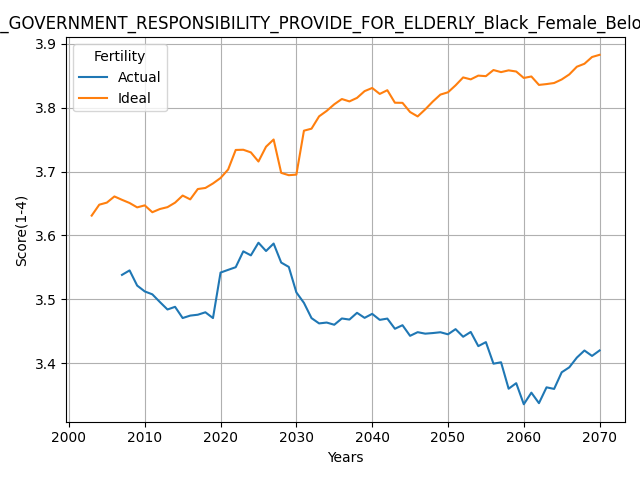 _GOVERNMENT_RESPONSIBILITY_PROVIDE_FOR_ELDERLY_Black_Female_Belo
3.9
3.8
3.7
3.6
3.5
3.4
Score(1-4)
Fertility
Actual
Ideal
2000 2010 2020 2030 2040 2050 2060 2070
Years